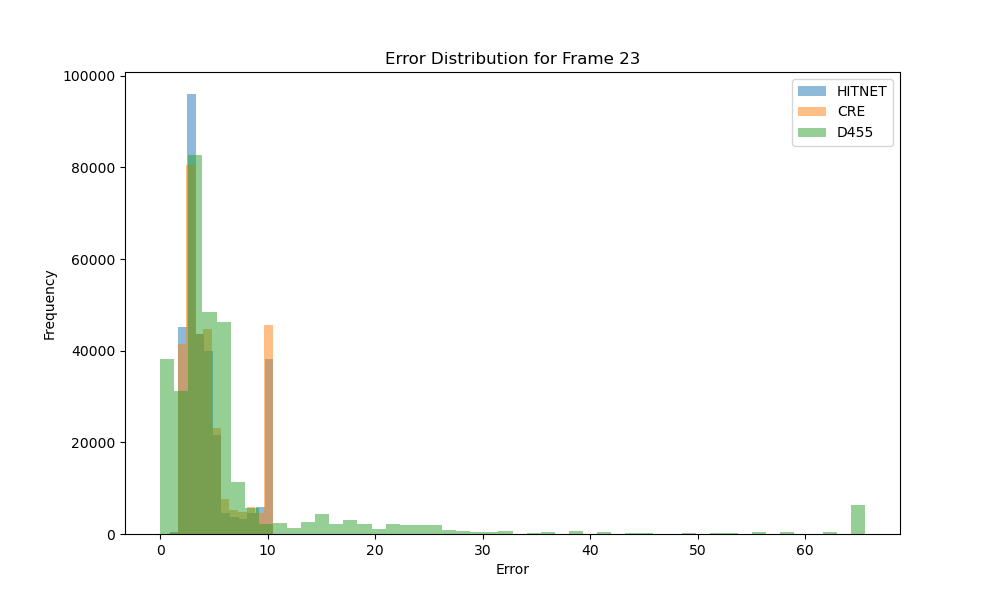 Error Distribution for Frame 23
HITNET
CRE
D455
100000
80000
60000
40000
20000
0
Frequency
0 10 20 30 40 50 60
Error